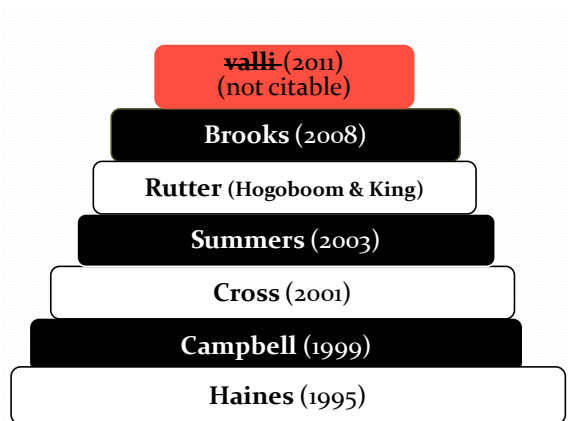 valli (2011)
(not citable)
Brooks (2008)
Rutter (Hogoboom & King)
Summers (2003)
Cross (2001)
Campbell (1999)
Haines (1995)